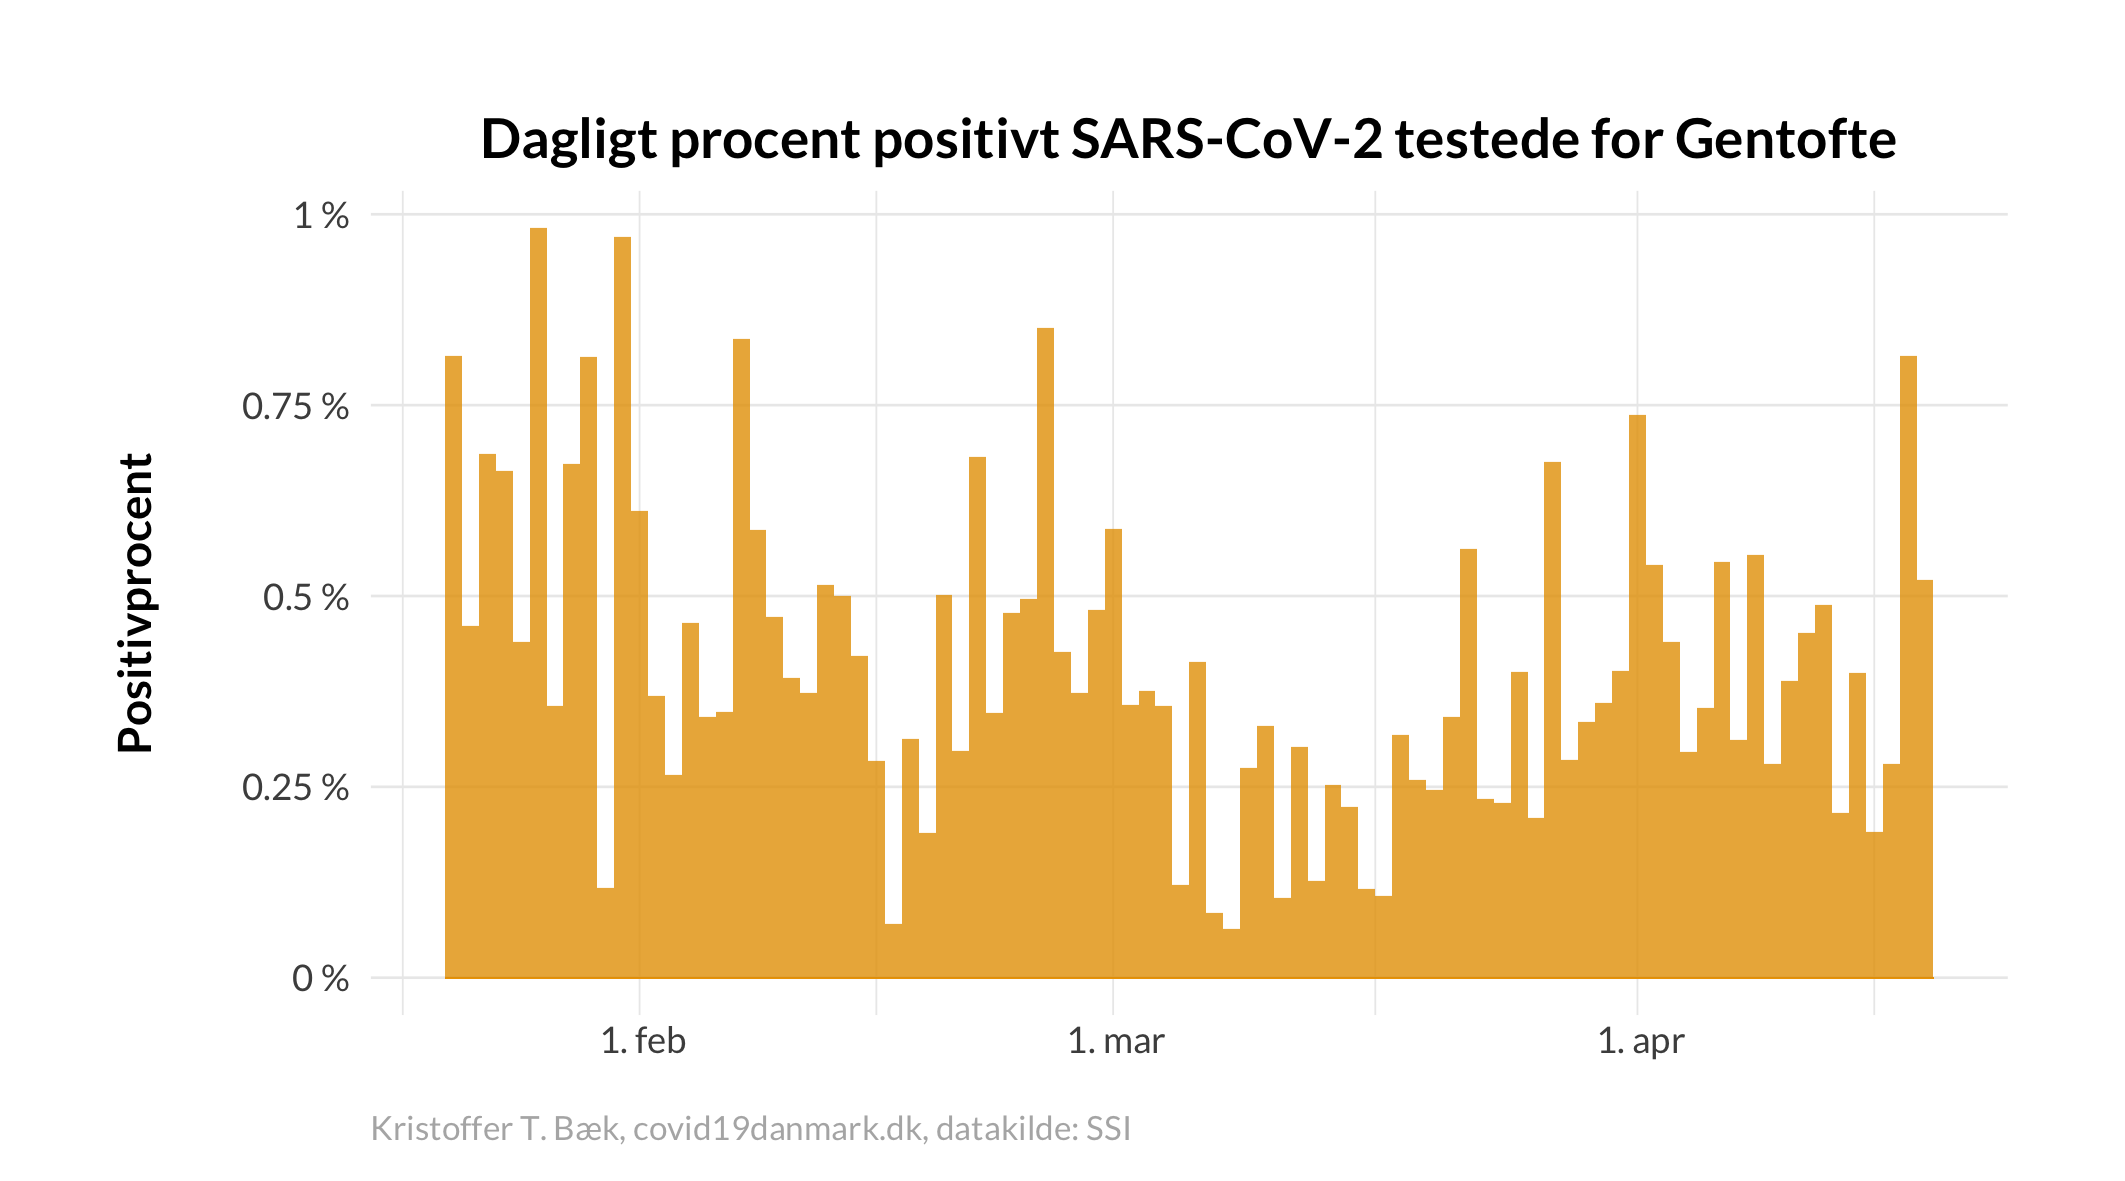 Dagligt procent positivt SARS-CoV-2 testede for Gentofte
Positivprocent
1 %
0.75 %
0.5 %
0.25 %
0 %
1. feb
1. mar
1. apr
Kristoffer T. Bæk, covid19danmark.dk, datakilde: SSI